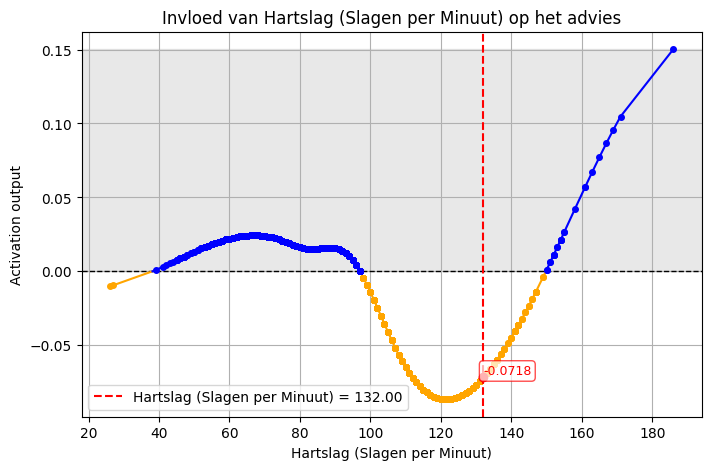 Invloed van Hartslag (Slagen per Minuut) op het advies
Activation output
0.15
0.10
0.05
0.00
−0.05
-0.0718
Hartslag (Slagen per Minuut) = 132.00
20 40 60 80 100 120 140 160 180
Hartslag (Slagen per Minuut)